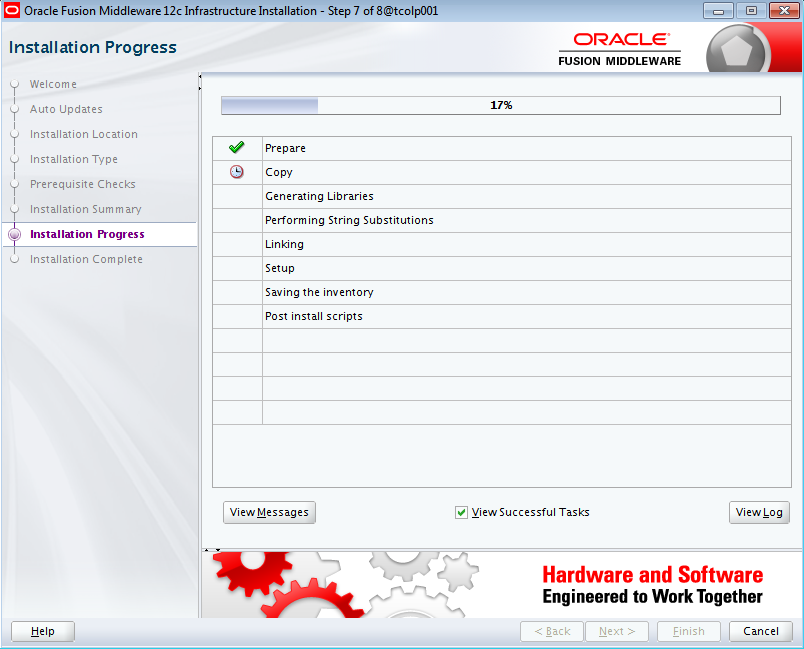 Oracle Fusion Middleware 12c Infrastructure Installation - Step 7 of 8@tcolp001
Installation Progress
ORACLE
FUSION MIDDLEWARE
Welcome
Auto Updates
Installation Location
Installation Type
Prerequisite Checks
Installation Summary
Installation Progress
Installation Complete
17%
Prepare
Copy
Generating Libraries
Performing String Substitutions
Linking
Setup
Saving the inventory
Post install scripts
View Messages
View Successful Tasks
View Log
Hardware and Software
Engineered to Work Together
Help
< Back
Next >
Finish
Cancel